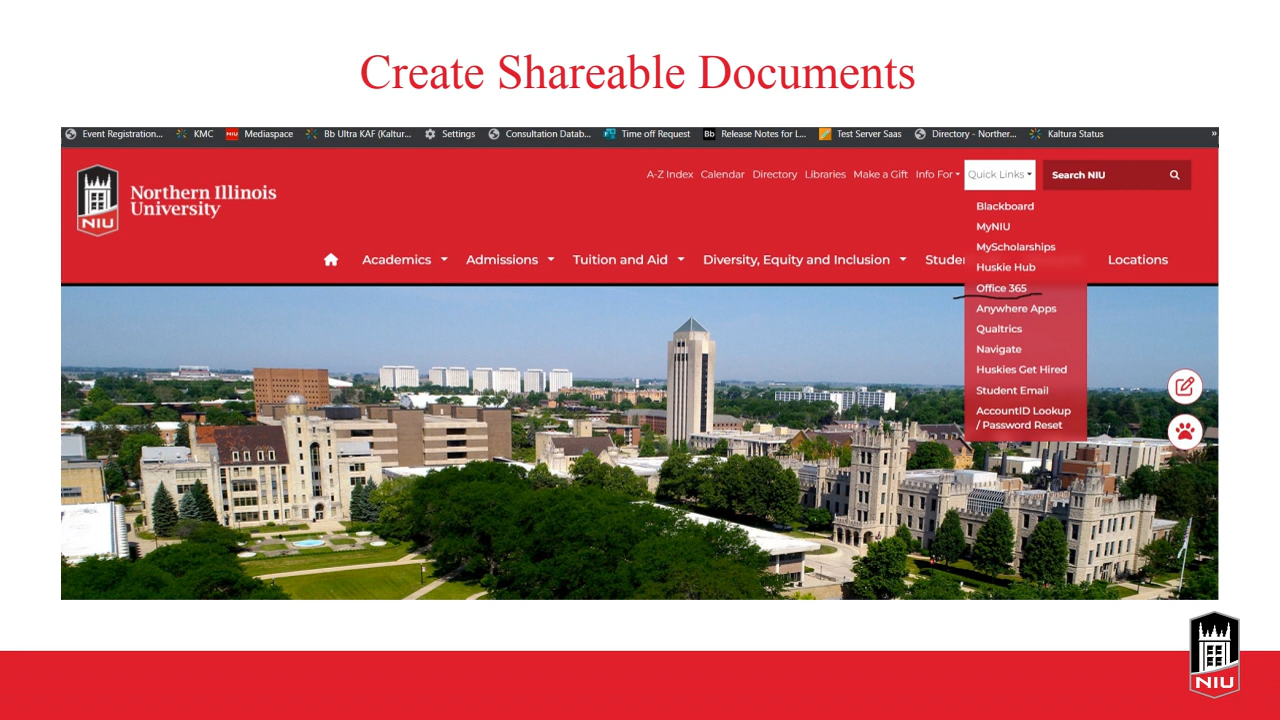 Create Shareable Documents
Event Registration... KMC Mediaspace Bb Ultra KAF (Kaltur... Settings Consultation Datab... Time off Request Bb Release Notes for L... Test Server Saas Directory - Norther... Kaltura Status »
A-Z Index Calendar Directory Libraries Make a Gift Info For Quick Links Search NIU
Northern Illinois
University
NIU
Academics Admissions Tuition and Aid Diversity, Equity and Inclusion Studen Locations
Blackboard
MyNIU
MyScholarships
Huskie Hub
Office 365
Anywhere Apps
Qualtrics
Navigate
Huskies Get Hired
Student Email
AccountID Lookup
/ Password Reset
NIU